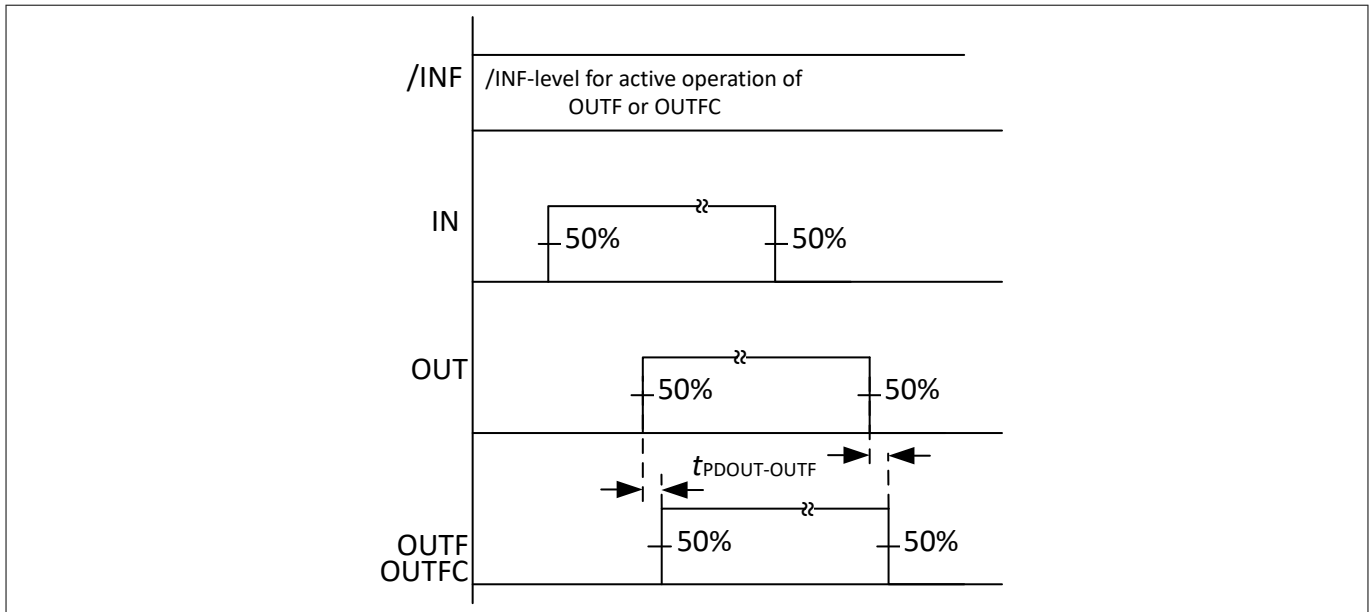 /INF
/INF-level for active operation of
OUTF or OUTFC
IN
50%
50%
OUT
50%
50%
tPDOUT-OUTF
OUTF
OUTFC
50%
50%